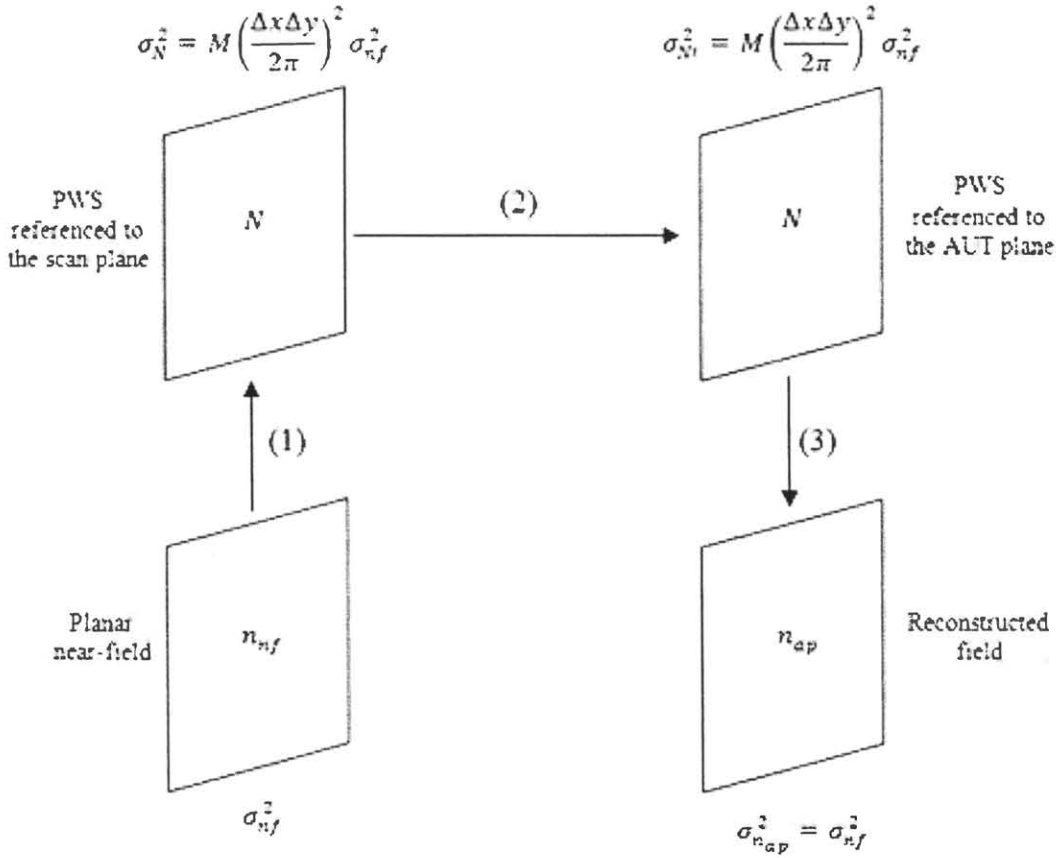 σ_N^2 = M(ΔxΔy/2π)^2 σ_nf^2
σ_Nt^2 = M(ΔxΔy/2π)^2 σ_nf^2
PWS
referenced to
the scan plane
N
(2)
N
PWS
referenced to
the AUT plane
(1)
(3)
Planar
near-field
n_nf
n_ap
Reconstructed
field
σ_nf^2
σ_n_ap^2 = σ_nf^2